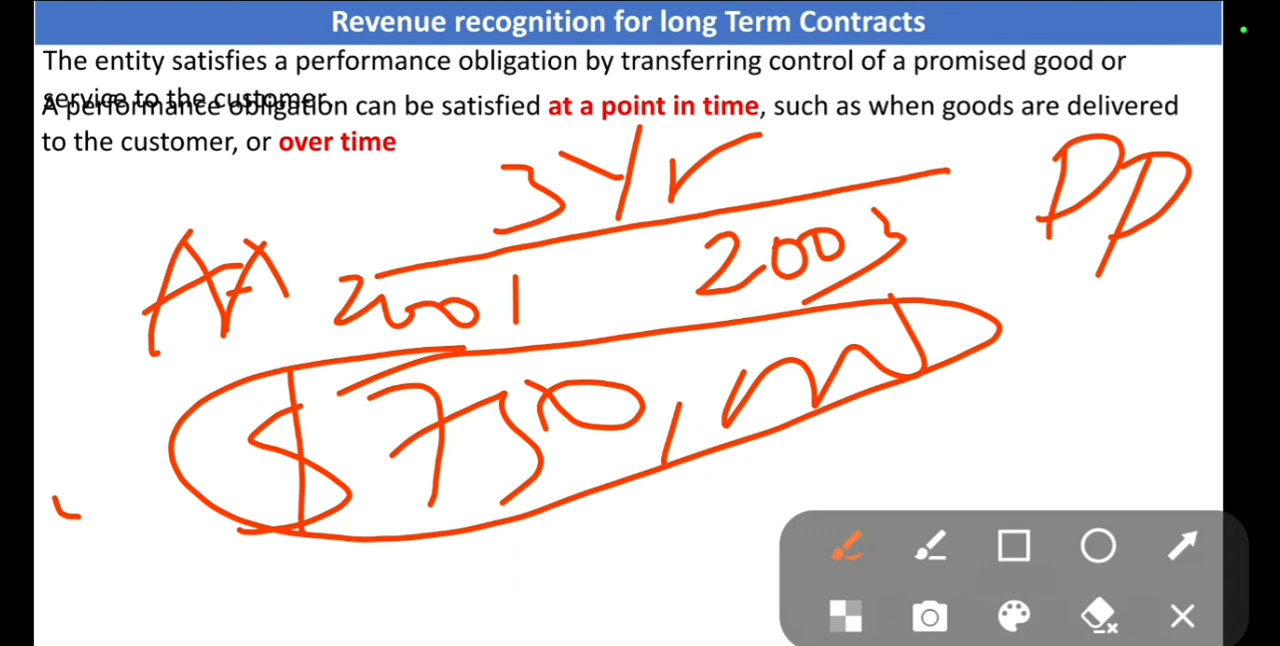 Revenue recognition for long Term Contracts
The entity satisfies a performance obligation by transferring control of a promised good or
service to the customer.
A performance obligation can be satisfied at a point in time, such as when goods are delivered
to the customer, or over time
3 Yr
PP
2001
2003
$750, m